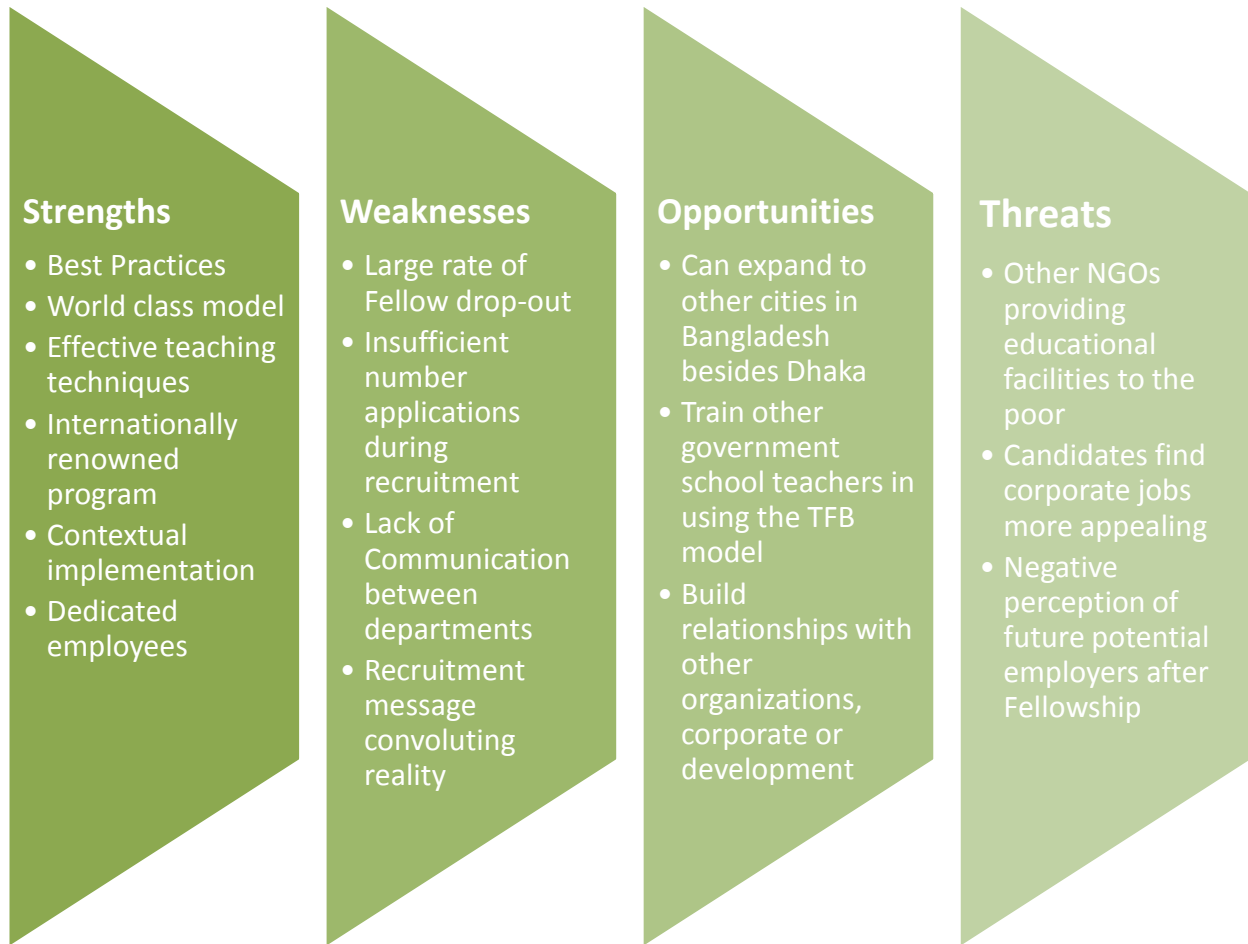 Strengths
• Best Practices
• World class model
• Effective teaching
techniques
• Internationally
renowned
program
• Contextual
implementation
• Dedicated
employees
Weaknesses
• Large rate of
Fellow drop-out
• Insufficient
number
applications
during
recruitment
• Lack of
Communication
between
departments
• Recruitment
message
convoluting
reality
Opportunities
• Can expand to
other cities in
Bangladesh
besides Dhaka
• Train other
government
school teachers in
using the TFB
model
• Build
relationships with
other
organizations,
corporate or
development
Threats
• Other NGOs
providing
educational
facilities to the
poor
• Candidates find
corporate jobs
more appealing
• Negative
perception of
future potential
employers after
Fellowship